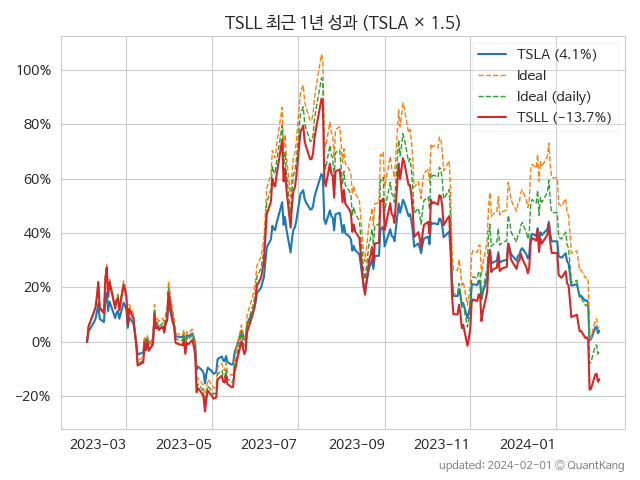 TSLL 최근 1년 성과 (TSLA × 1.5)
TSLA (4.1%)
Ideal
Ideal (daily)
TSLL (−13.7%)
100%
80%
60%
40%
20%
0%
−20%
2023-03 2023-05 2023-07 2023-09 2023-11 2024-01
updated: 2024-02-01 © QuantKang